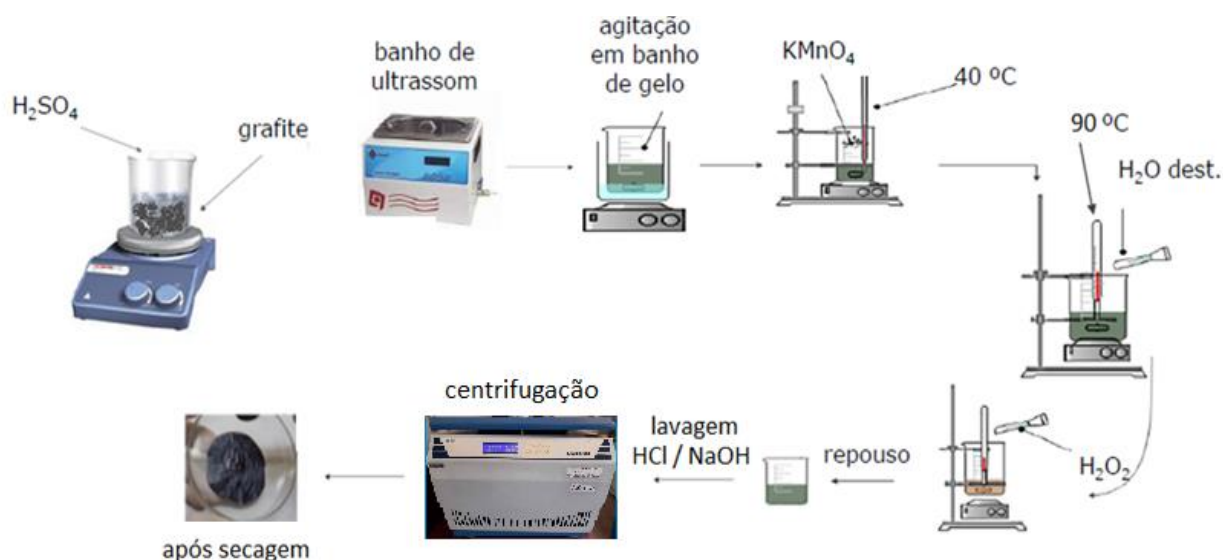 H₂SO₄
grafite
banho de
ultrassom
agitação
em banho
de gelo
KMnO₄
40 ºC
90 ºC
H₂O dest.
H₂O₂
repouso
lavagem
HCl / NaOH
centrifugação
após secagem